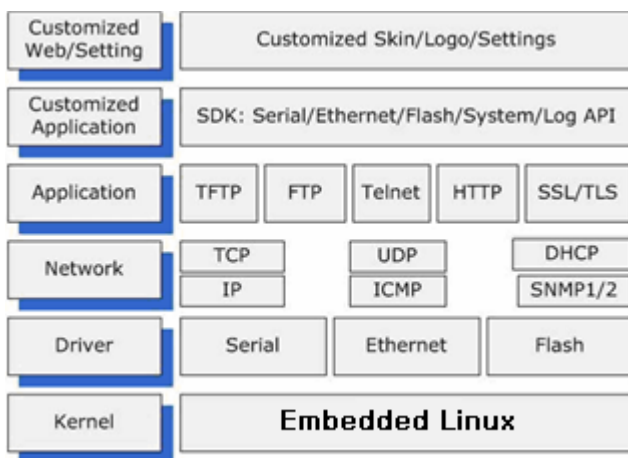 Customized
Web/Setting
Customized Skin/Logo/Settings
Customized
Application
SDK: Serial/Ethernet/Flash/System/Log API
Application
TFTP
FTP
Telnet
HTTP
SSL/TLS
Network
TCP
UDP
DHCP
IP
ICMP
SNMP1/2
Driver
Serial
Ethernet
Flash
Kernel
Embedded Linux